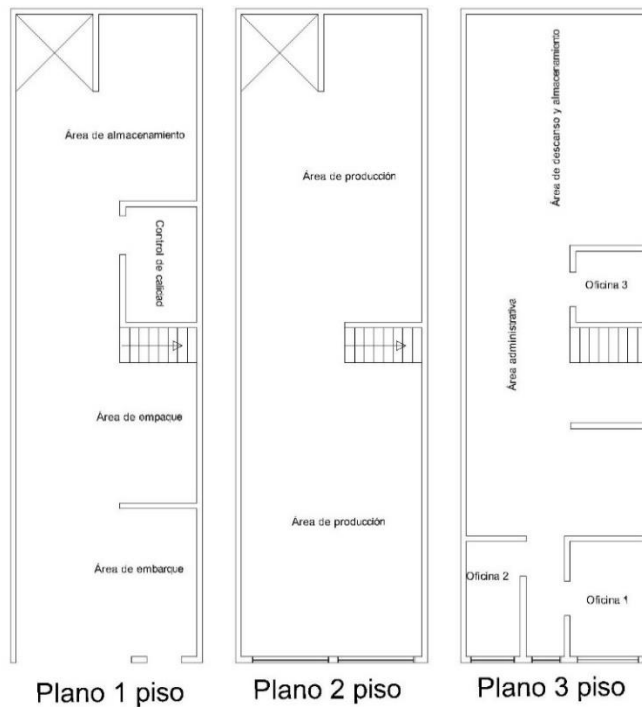 Área de almacenamiento
Control de calidad
Área de empaque
Área de embarque
Plano 1 piso
Área de producción
Área de producción
Plano 2 piso
Área de descanso y almacenamiento
Oficina 3
Área administrativa
Oficina 2
Oficina 1
Plano 3 piso